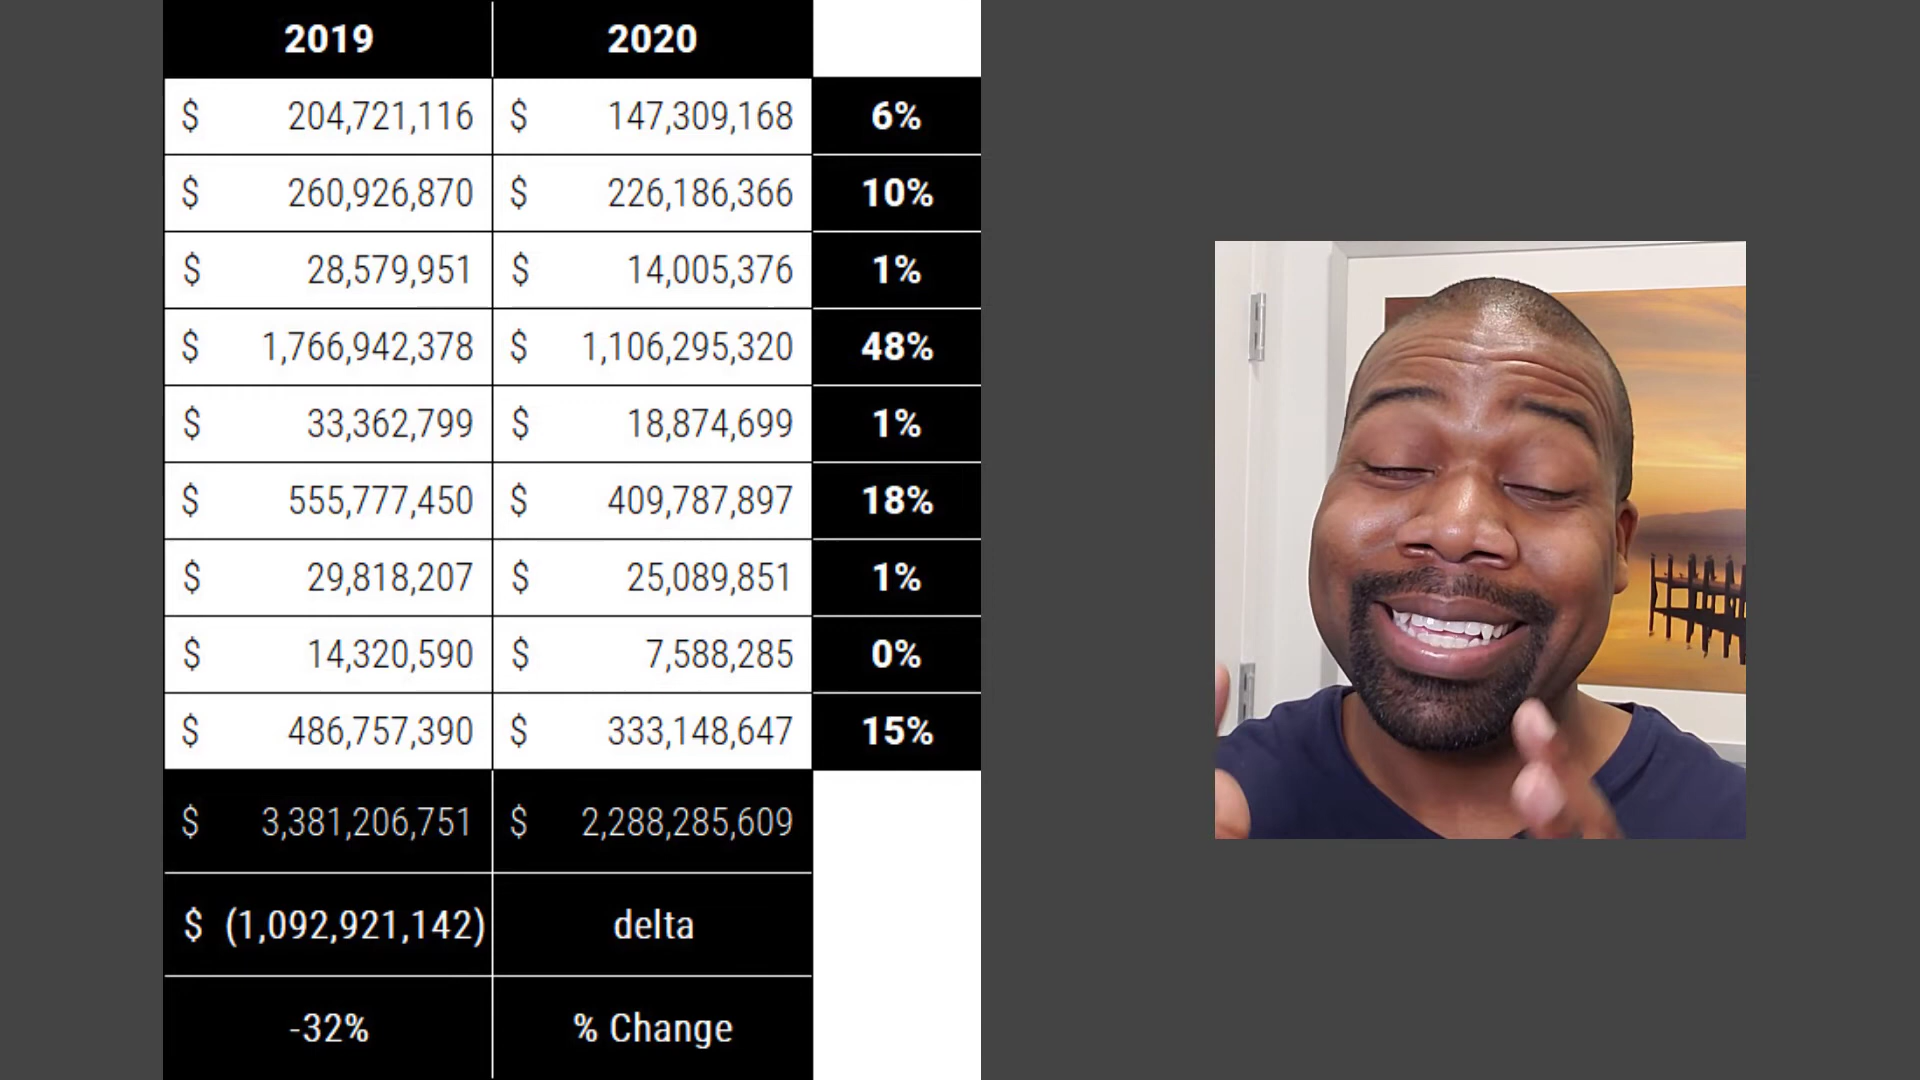 2019 2020
$ 204,721,116 $ 147,309,168 6%
$ 260,926,870 $ 226,186,366 10%
$ 28,579,951 $ 14,005,376 1%
$ 1,766,942,378 $ 1,106,295,320 48%
$ 33,362,799 $ 18,874,699 1%
$ 555,777,450 $ 409,787,897 18%
$ 29,818,207 $ 25,089,851 1%
$ 14,320,590 $ 7,588,285 0%
$ 486,757,390 $ 333,148,647 15%
$ 3,381,206,751 $ 2,288,285,609
$ (1,092,921,142) delta
-32% % Change